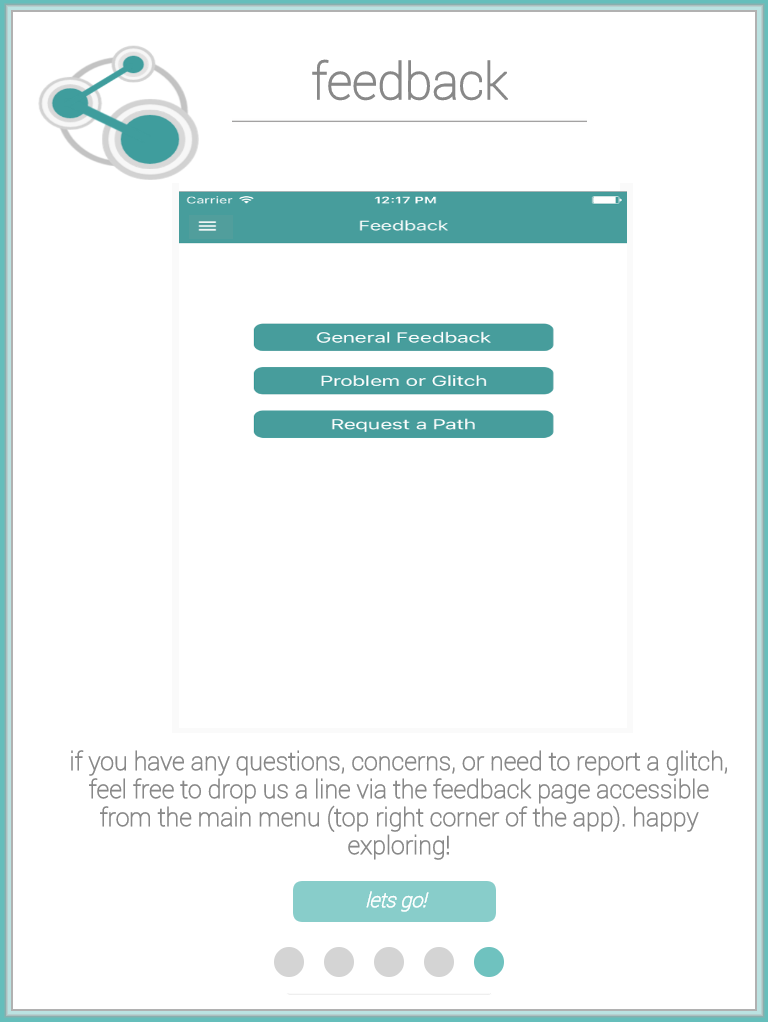 feedback
Carrier 12:17 PM
Feedback
General Feedback
Problem or Glitch
Request a Path
if you have any questions, concerns, or need to report a glitch,
feel free to drop us a line via the feedback page accessible
from the main menu (top right corner of the app). happy
exploring!
lets go!